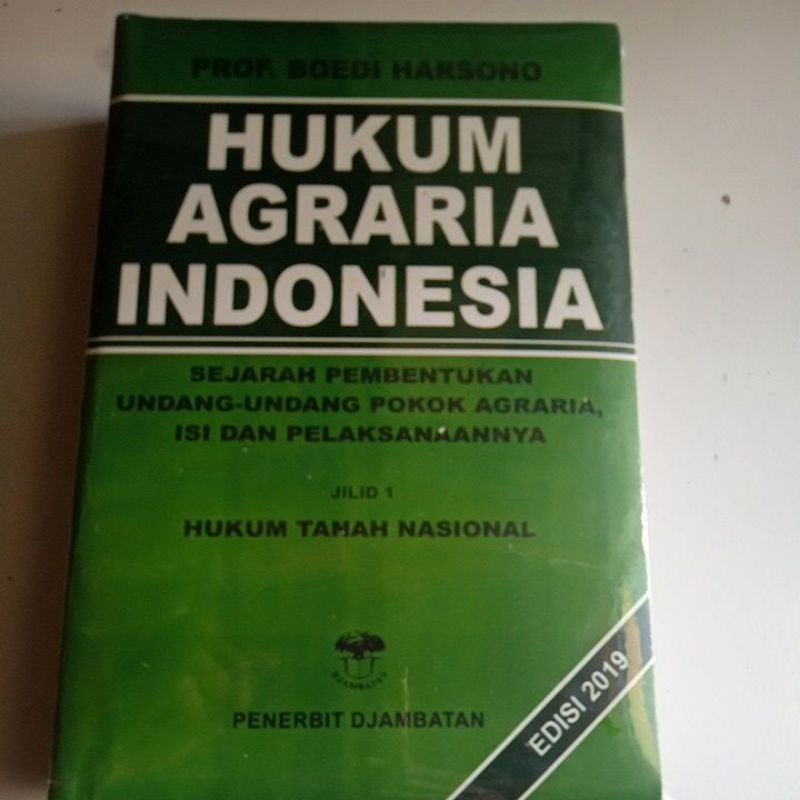 PROF. BOEDI HARSONO
HUKUM
AGRARIA
INDONESIA
SEJARAH PEMBENTUKAN
UNDANG-UNDANG POKOK AGRARIA,
ISI DAN PELAKSANAANNYA
JILID 1
HUKUM TANAH NASIONAL
DJAMBATAN
PENERBIT DJAMBATAN
EDISI 2019